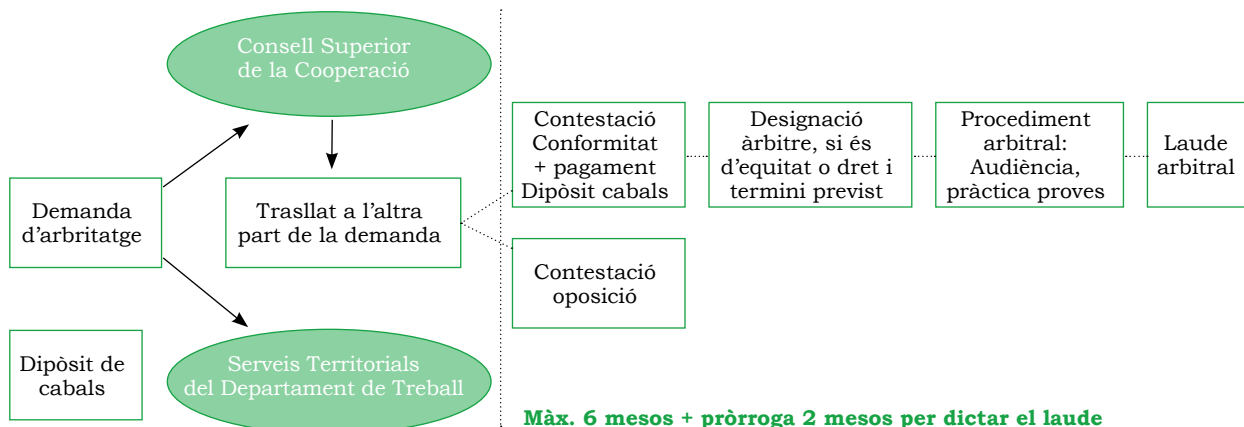 Consell Superior
de la Cooperació
Demanda
d’arbritatge
Trasllat a l’altra
part de la demanda
Dipòsit de
cabals
Serveis Territorials
del Departament de Treball
Contestació
Conformitat
+ pagament
Dipòsit cabals
Designació
àrbitre, si és
d’equitat o dret i
termini previst
Procediment
arbitral:
Audiència,
pràctica proves
Laude
arbitral
Contestació
oposició
Màx. 6 mesos + pròrroga 2 mesos per dictar el laude